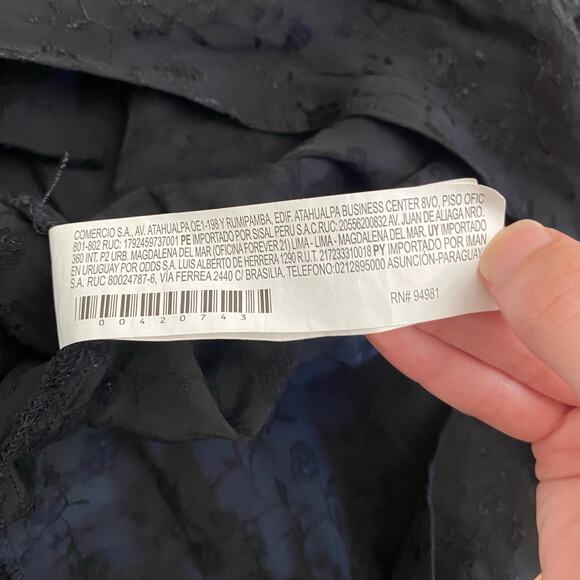 COMERCIO S.A., AV. ATAHUALPA OE1-198 Y RUMIPAMBA, EDIF. ATAHUALPA BUSINESS CENTER 8VO, PISO OFIC
801-802 RUC: 1792459737001 PE IMPORTADO POR SISAL PERU S.A.C.RUC: 20556200832 AV. JUAN DE ALIAGA NRO.
360 INT. P2 URB. MAGDALENA DEL MAR (OFICINA FOREVER 21) LIMA - LIMA - MAGDALENA DEL MAR. UY IMPORTADO
EN URUGUAY POR ODDS S.A. LUIS ALBERTO DE HERRERA 1290 R.U.T. 217233310018 PY IMPORTADO
S.A. RUC 80024787-6, VÍA FERREA 2440 C/ BRASILIA, TELEFONO:0212895000 ASUNCIÓN-PARAGUAY
00420743
RN# 94981